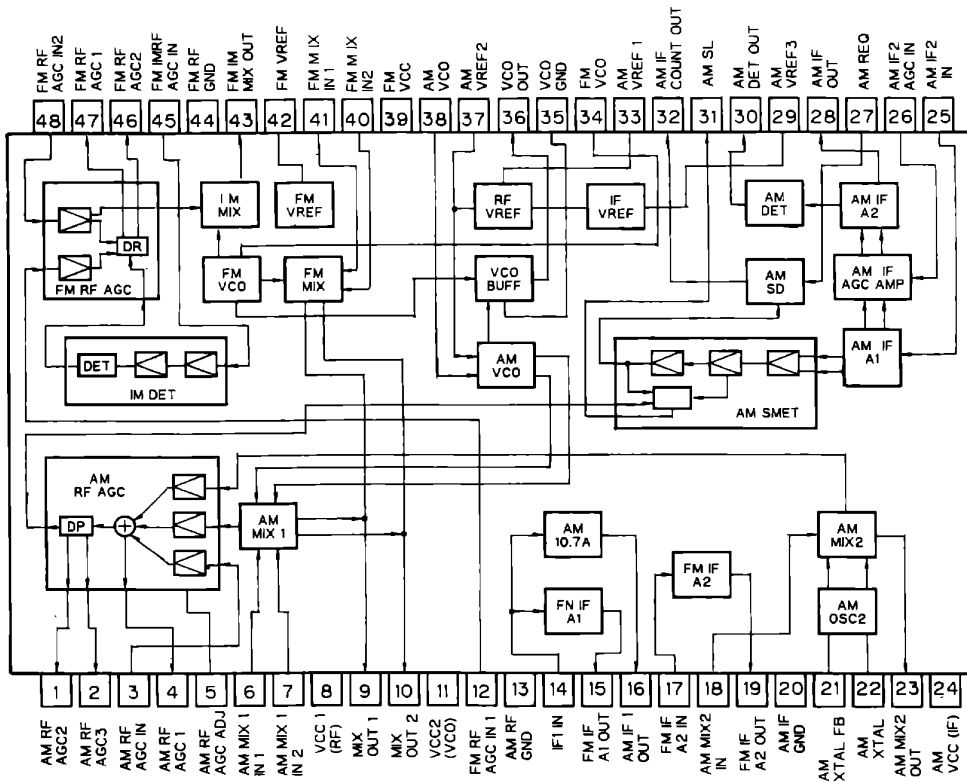 FM RF
AGC IN2
FM RF
AGC1
FM RF
AGC2
FM IMRF
AGC IN
FM RF
GND
FM IM
MIX OUT
FM VREF
FM M IX
IN 1
FM M IX
IN2
FM
VCC
AM
VCO
AM
VREF2
VCO
OUT
VCO
GND
FM
VCO
AM
VREF 1
AM IF
COUNT OUT
AM SL
AM
DET OUT
AM
VREF3
AM IF
OUT
AM REQ
AM IF2
AGC IN
AM IF2
IN
48 47 46 45 44 43 42 41 40 39 38 37 36 35 34 33 32 31 30 29 28 27 26 25
DR
FM RF AGC
I M
MIX
FM
VREF
RF
VREF
IF
VREF
AM
DET
AM IF
A2
FM
VCO
FM
MIX
VCO
BUFF
AM
SD
AM IF
AGC AMP
DET
IM DET
AM
VCO
AM IF
A1
AM SMET
AM
RF AGC
DP
AM
MIX 1
AM
10.7A
FN IF
A1
FM IF
A2
AM
MIX2
AM
OSC2
1 2 3 4 5 6 7 8 9 10 11 12 13 14 15 16 17 18 19 20 21 22 23 24
AM RF
AGC2
AM RF
AGC3
AM RF
AGC IN
AM RF
AGC 1
AM RF
AGC ADJ
AM MIX 1
IN 1
AM MIX 1
IN 2
VCC 1
(RF)
MIX
OUT 1
MIX
OUT 2
VCC2
(VCO)
FM RF
AGC IN 1
AM RF
GND
IF1 IN
FM IF
A1 OUT
AM IF 1
OUT
FM IF
A2 IN
AM MIX2
IN
FM IF
A2 OUT
AM IF
GND
AM
XTAL FB
AM
XTAL
AM MIX2
OUT
AM
VCC (IF)